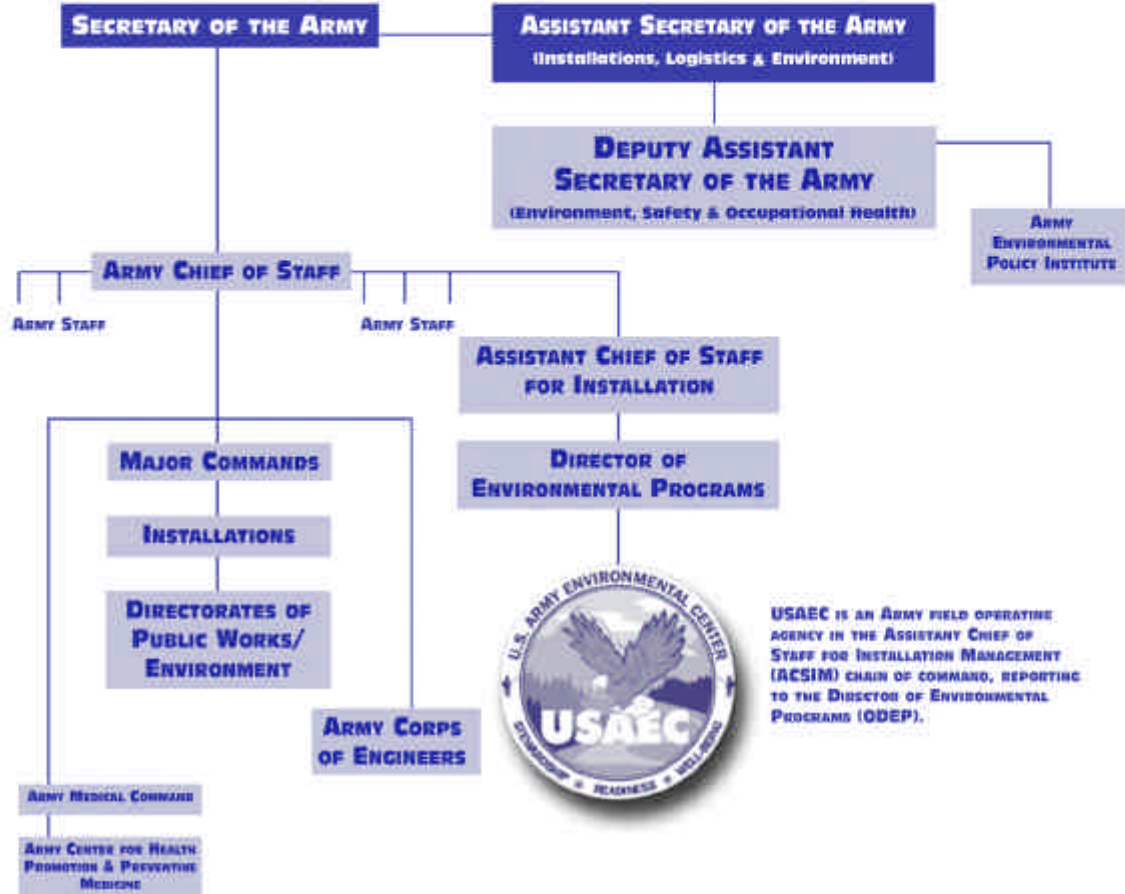 SECRETARY OF THE ARMY
ASSISTANT SECRETARY OF THE ARMY
(Installations, Logistics & Environment)
DEPUTY ASSISTANT
SECRETARY OF THE ARMY
(Environment, Safety & Occupational Health)
ARMY
ENVIRONMENTAL
POLICY INSTITUTE
ARMY CHIEF OF STAFF
ARMY STAFF
ARMY STAFF
ASSISTANT CHIEF OF STAFF
FOR INSTALLATION
MAJOR COMMANDS
DIRECTOR OF
ENVIRONMENTAL PROGRAMS
INSTALLATIONS
DIRECTORATES OF
PUBLIC WORKS/
ENVIRONMENT
U.S. ARMY ENVIRONMENTAL CENTER
USAEC
STEWARDSHIP READINESS WELL-BEING
USAEC IS AN ARMY FIELD OPERATING
AGENCY IN THE ASSISTANT CHIEF OF
STAFF FOR INSTALLATION MANAGEMENT
(ACSIM) CHAIN OF COMMAND, REPORTING
TO THE DIRECTOR OF ENVIRONMENTAL
PROGRAMS (ODEP).
ARMY CORPS
OF ENGINEERS
ARMY MEDICAL COMMAND
ARMY CENTER FOR HEALTH
PROMOTION & PREVENTIVE
MEDICINE